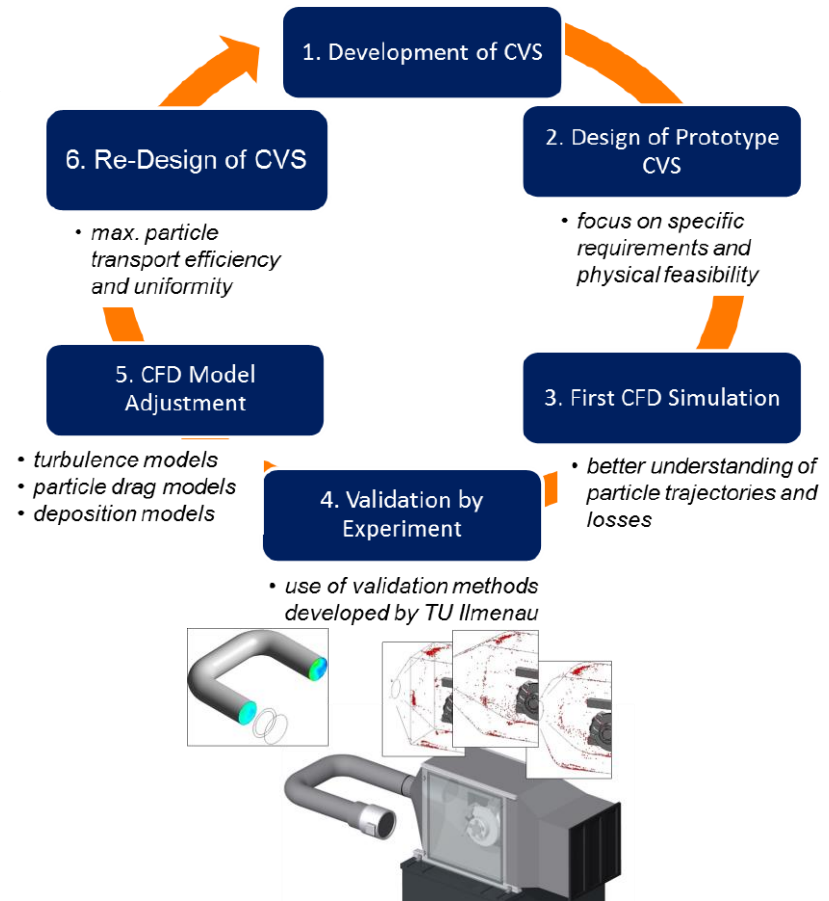 1. Development of CVS
2. Design of Prototype
CVS
• focus on specific
requirements and
physical feasibility
3. First CFD Simulation
• better understanding of
particle trajectories and
losses
4. Validation by
Experiment
• use of validation methods
developed by TU Ilmenau
5. CFD Model
Adjustment
• turbulence models
• particle drag models
• deposition models
6. Re-Design of CVS
• max. particle
transport efficiency
and uniformity